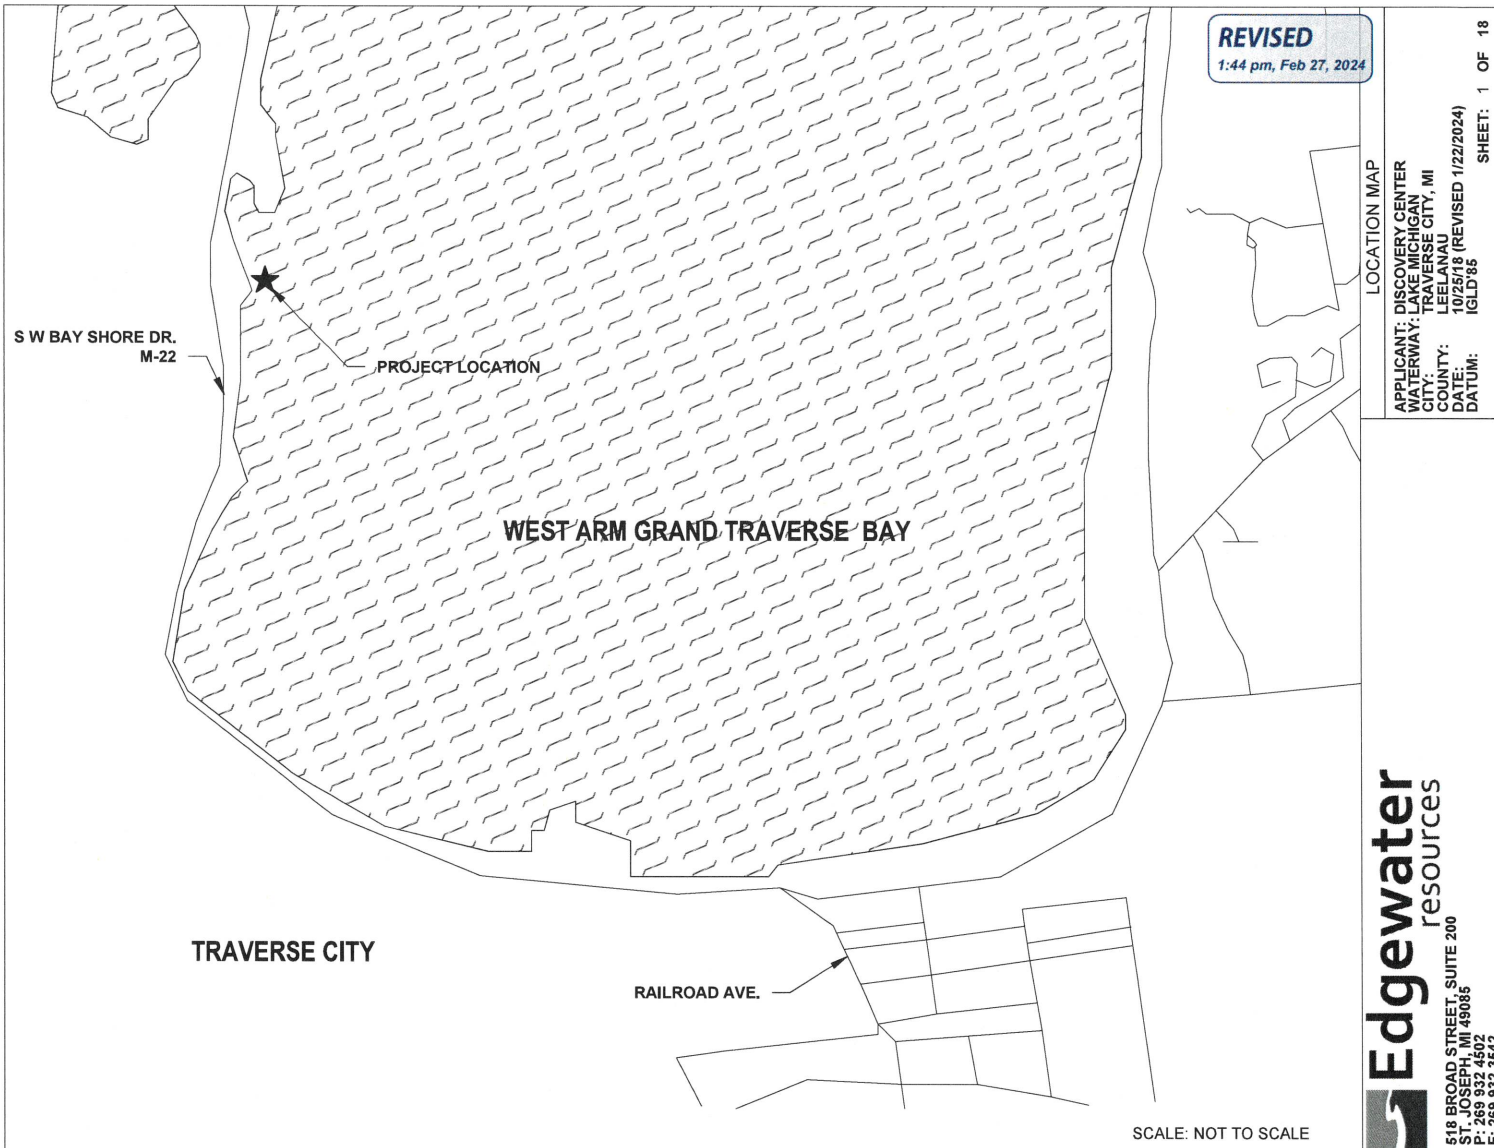 REVISED
1:44 pm, Feb 27, 2024
S W BAY SHORE DR.
M-22
PROJECT LOCATION
WEST ARM GRAND TRAVERSE BAY
TRAVERSE CITY
RAILROAD AVE.
SCALE: NOT TO SCALE
LOCATION MAP
APPLICANT: DISCOVERY CENTER
WATERWAY: LAKE MICHIGAN
CITY: TRAVERSE CITY, MI
COUNTY: LEELANAU
DATE: 10/25/18 (REVISED 1/22/2024)
DATUM: IGLD'85
SHEET: 1 OF 18
Edgewater
resources
518 BROAD STREET, SUITE 200
ST. JOSEPH, MI 49085
P: 269 932 4502
F: 269 932 3542